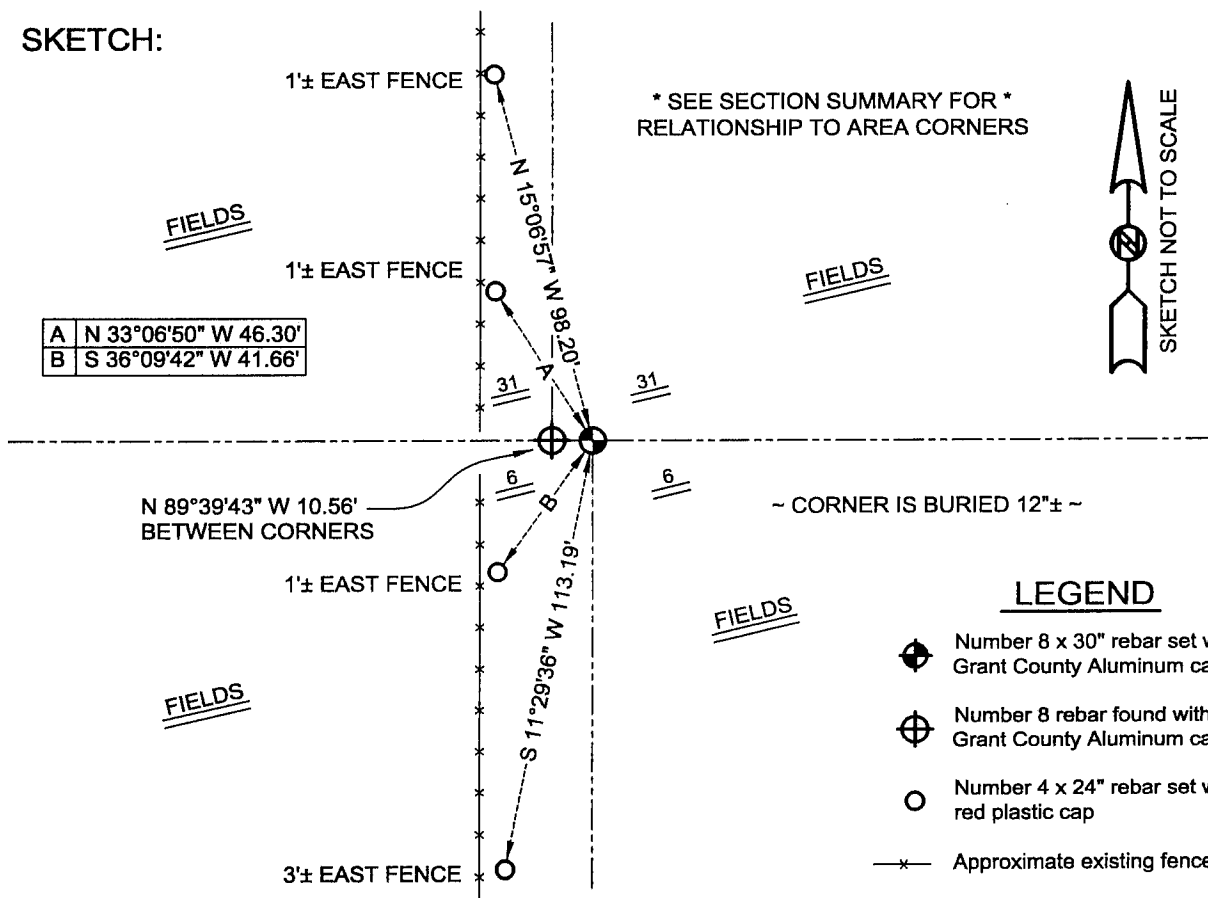 SKETCH:
1'± EAST FENCE
* SEE SECTION SUMMARY FOR *
RELATIONSHIP TO AREA CORNERS
SKETCH NOT TO SCALE
N
N 15°06'57" W 98.20'
FIELDS
1'± EAST FENCE
FIELDS
A N 33°06'50" W 46.30'
B S 36°09'42" W 41.66'
A
31
31
N 89°39'43" W 10.56'
BETWEEN CORNERS
6
6
B
~ CORNER IS BURIED 12"± ~
1'± EAST FENCE
S 11°29'36" W 113.19'
FIELDS
FIELDS
LEGEND
Number 8 x 30" rebar set
Grant County Aluminum
Number 8 rebar found with
Grant County Aluminum
Number 4 x 24" rebar set
red plastic cap
3'± EAST FENCE
Approximate existing fence